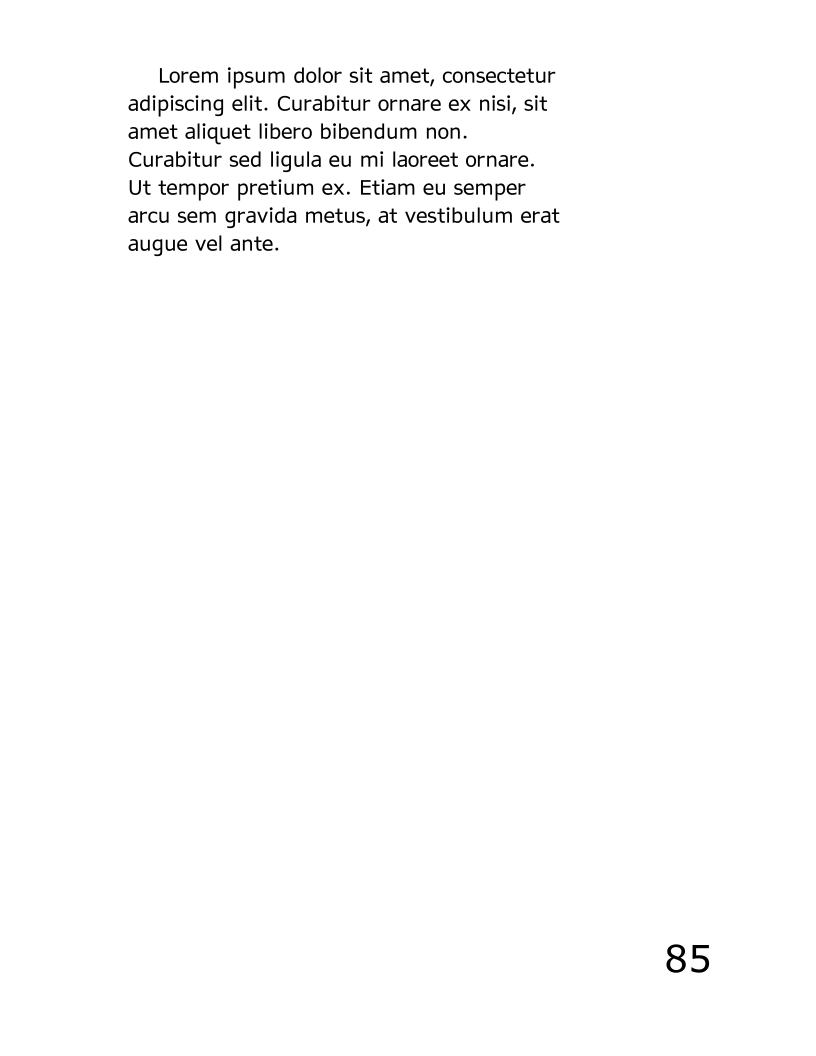 Lorem ipsum dolor sit amet, consectetur
adipiscing elit. Curabitur ornare ex nisi, sit
amet aliquet libero bibendum non.
Curabitur sed ligula eu mi laoreet ornare.
Ut tempor pretium ex. Etiam eu semper
arcu sem gravida metus, at vestibulum erat
augue vel ante.
85